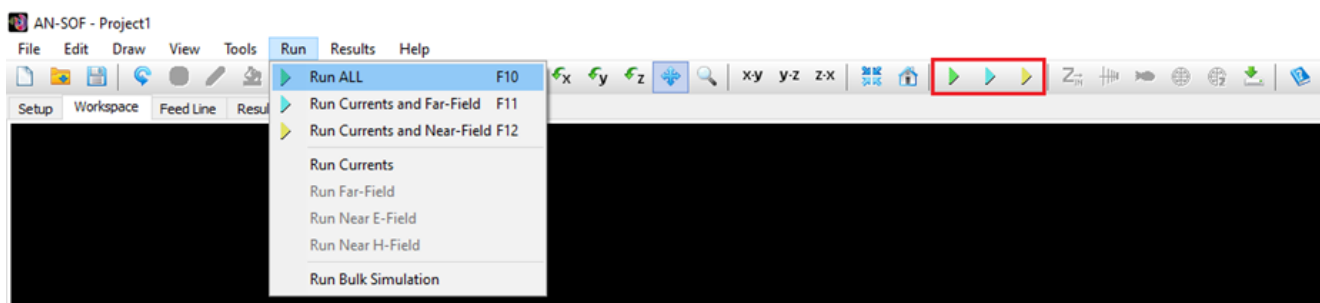 AN-SOF - Project1
File Edit Draw View Tools Run Results Help
x y z x-y y-z z-x Z IN 2
Setup Workspace Feed Line Resul
Run ALL F10
Run Currents and Far-Field F11
Run Currents and Near-Field F12
Run Currents
Run Far-Field
Run Near E-Field
Run Near H-Field
Run Bulk Simulation